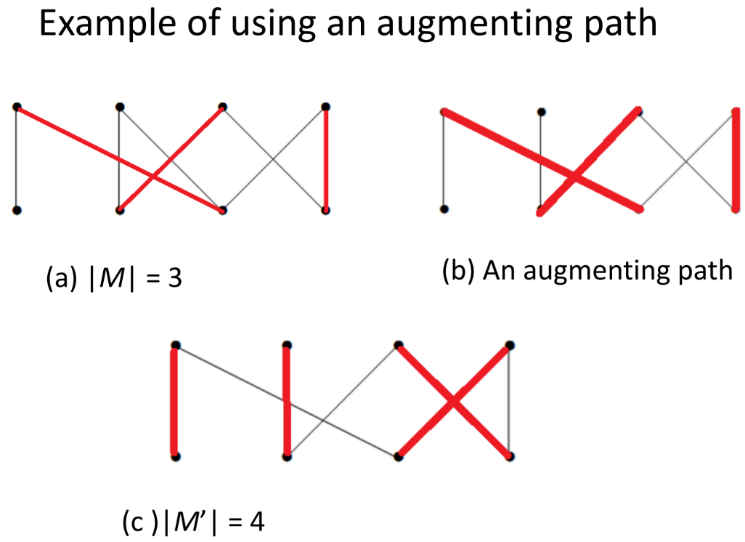 Example of using an augmenting path
(a) |M| = 3
(b) An augmenting path
(c )|M'| = 4